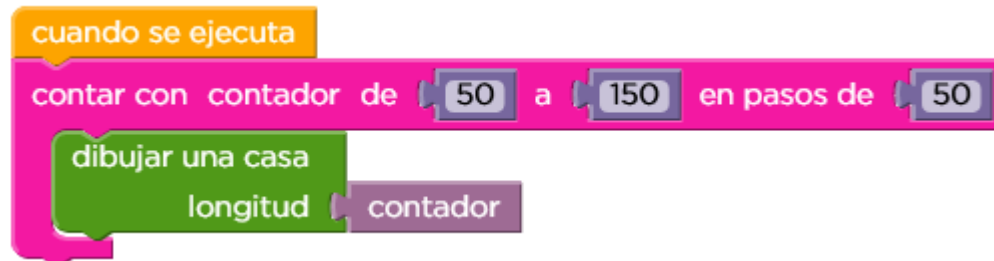 cuando se ejecuta
contar con contador de 50 a 150 en pasos de 50
dibujar una casa
longitud contador